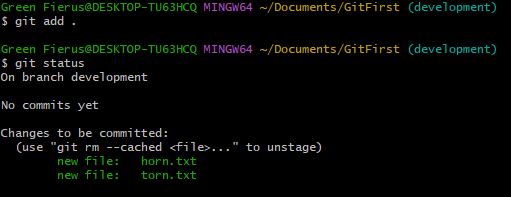 Green Fierus@DESKTOP-TU63HCQ MINGW64 ~/Documents/GitFirst (development)
$ git add .
Green Fierus@DESKTOP-TU63HCQ MINGW64 ~/Documents/GitFirst (development)
$ git status
On branch development
No commits yet
Changes to be committed:
  (use "git rm --cached <file>..." to unstage)
        new file:   horn.txt
        new file:   torn.txt